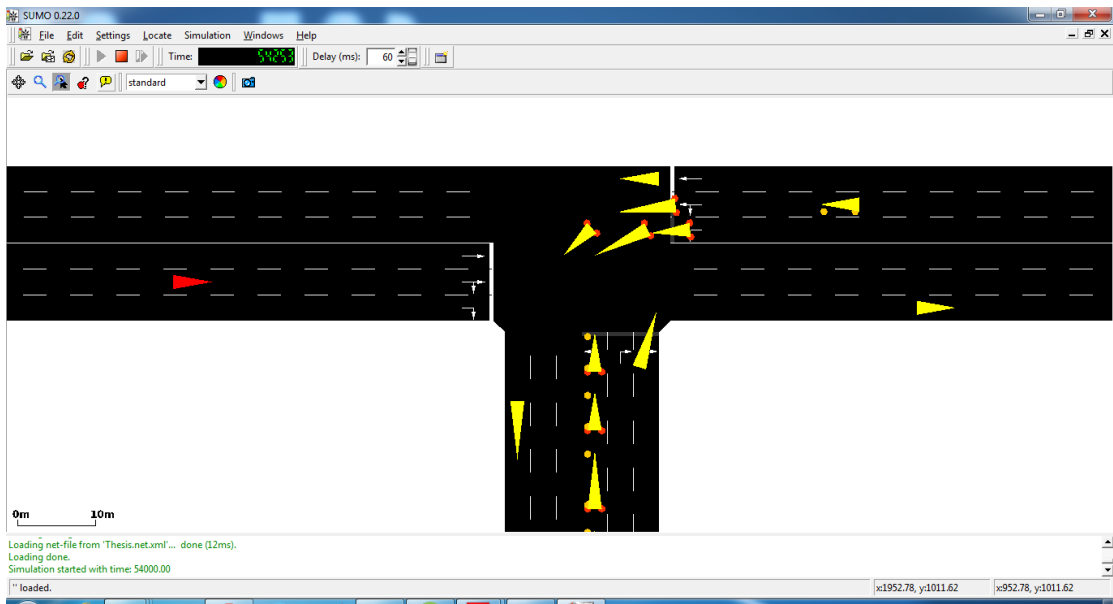 SUMO 0.22.0
File Edit Settings Locate Simulation Windows Help
Time: 54253 Delay (ms): 60
standard
0m 10m
Loading net-file from 'Thesis.net.xml'... done (12ms).
Loading done.
Simulation started with time: 54000.00
'' loaded. x:1952.78, y:1011.62 x:952.78, y:1011.62